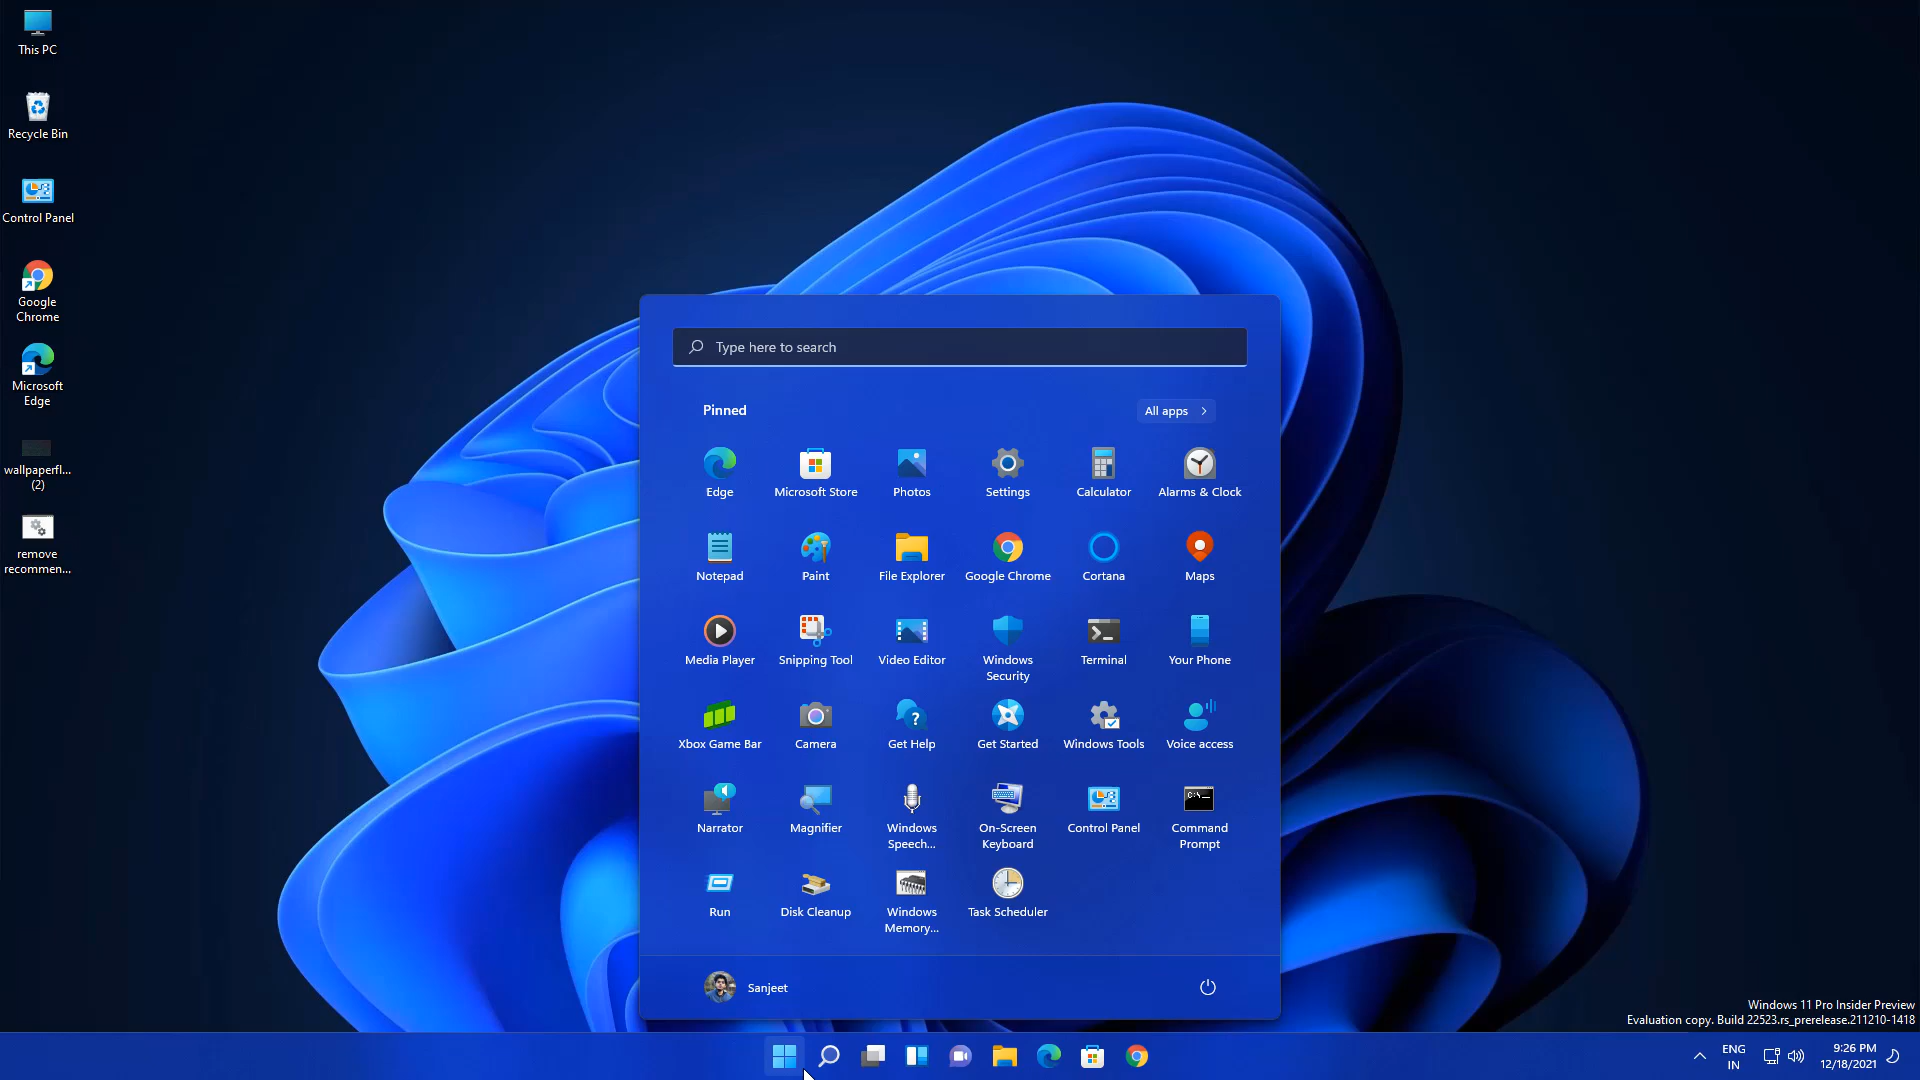 This PC
Recycle Bin
Control Panel
Google
Chrome
Microsoft
Edge
wallpaperfl...
(2)
remove
recommen...
Type here to search
Pinned
All apps
Edge
Microsoft Store
Photos
Settings
Calculator
Alarms & Clock
Notepad
Paint
File Explorer
Google Chrome
Cortana
Maps
Media Player
Snipping Tool
Video Editor
Windows
Security
Terminal
Your Phone
Xbox Game Bar
Camera
Get Help
Get Started
Windows Tools
Voice access
Narrator
Magnifier
Windows
Speech...
On-Screen
Keyboard
Control Panel
Command
Prompt
Run
Disk Cleanup
Windows
Memory...
Task Scheduler
Sanjeet
Windows 11 Pro Insider Preview
Evaluation copy. Build 22523.rs_prerelease.211210-1418
ENG
IN
9:26 PM
12/18/2021